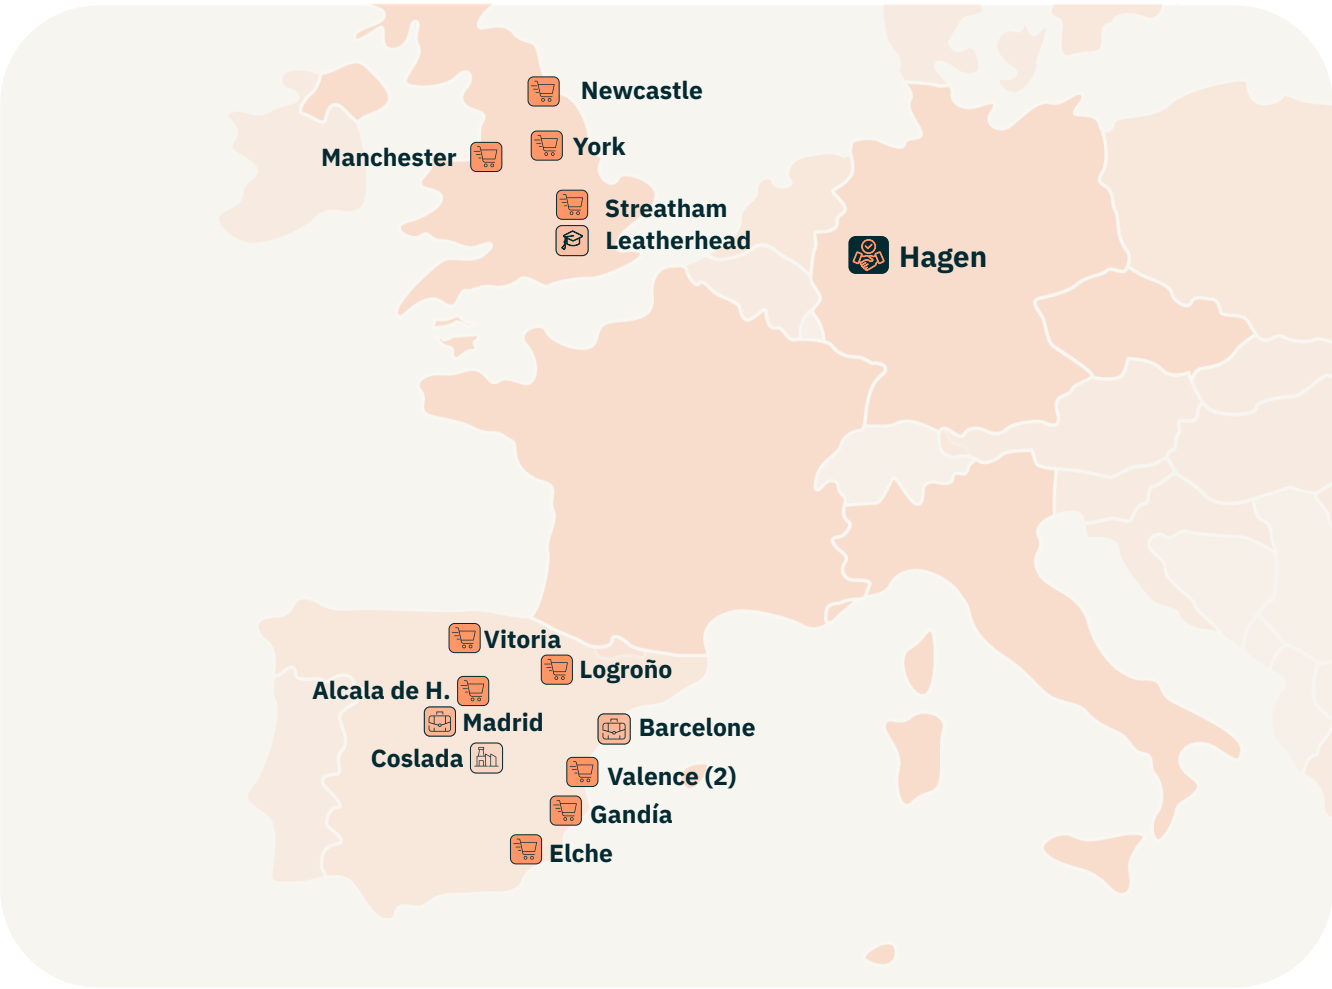 Newcastle
York
Manchester
Streatham
Leatherhead
Hagen
Vitoria
Logroño
Alcala de H.
Madrid
Barcelone
Coslada
Valence (2)
Gandía
Elche